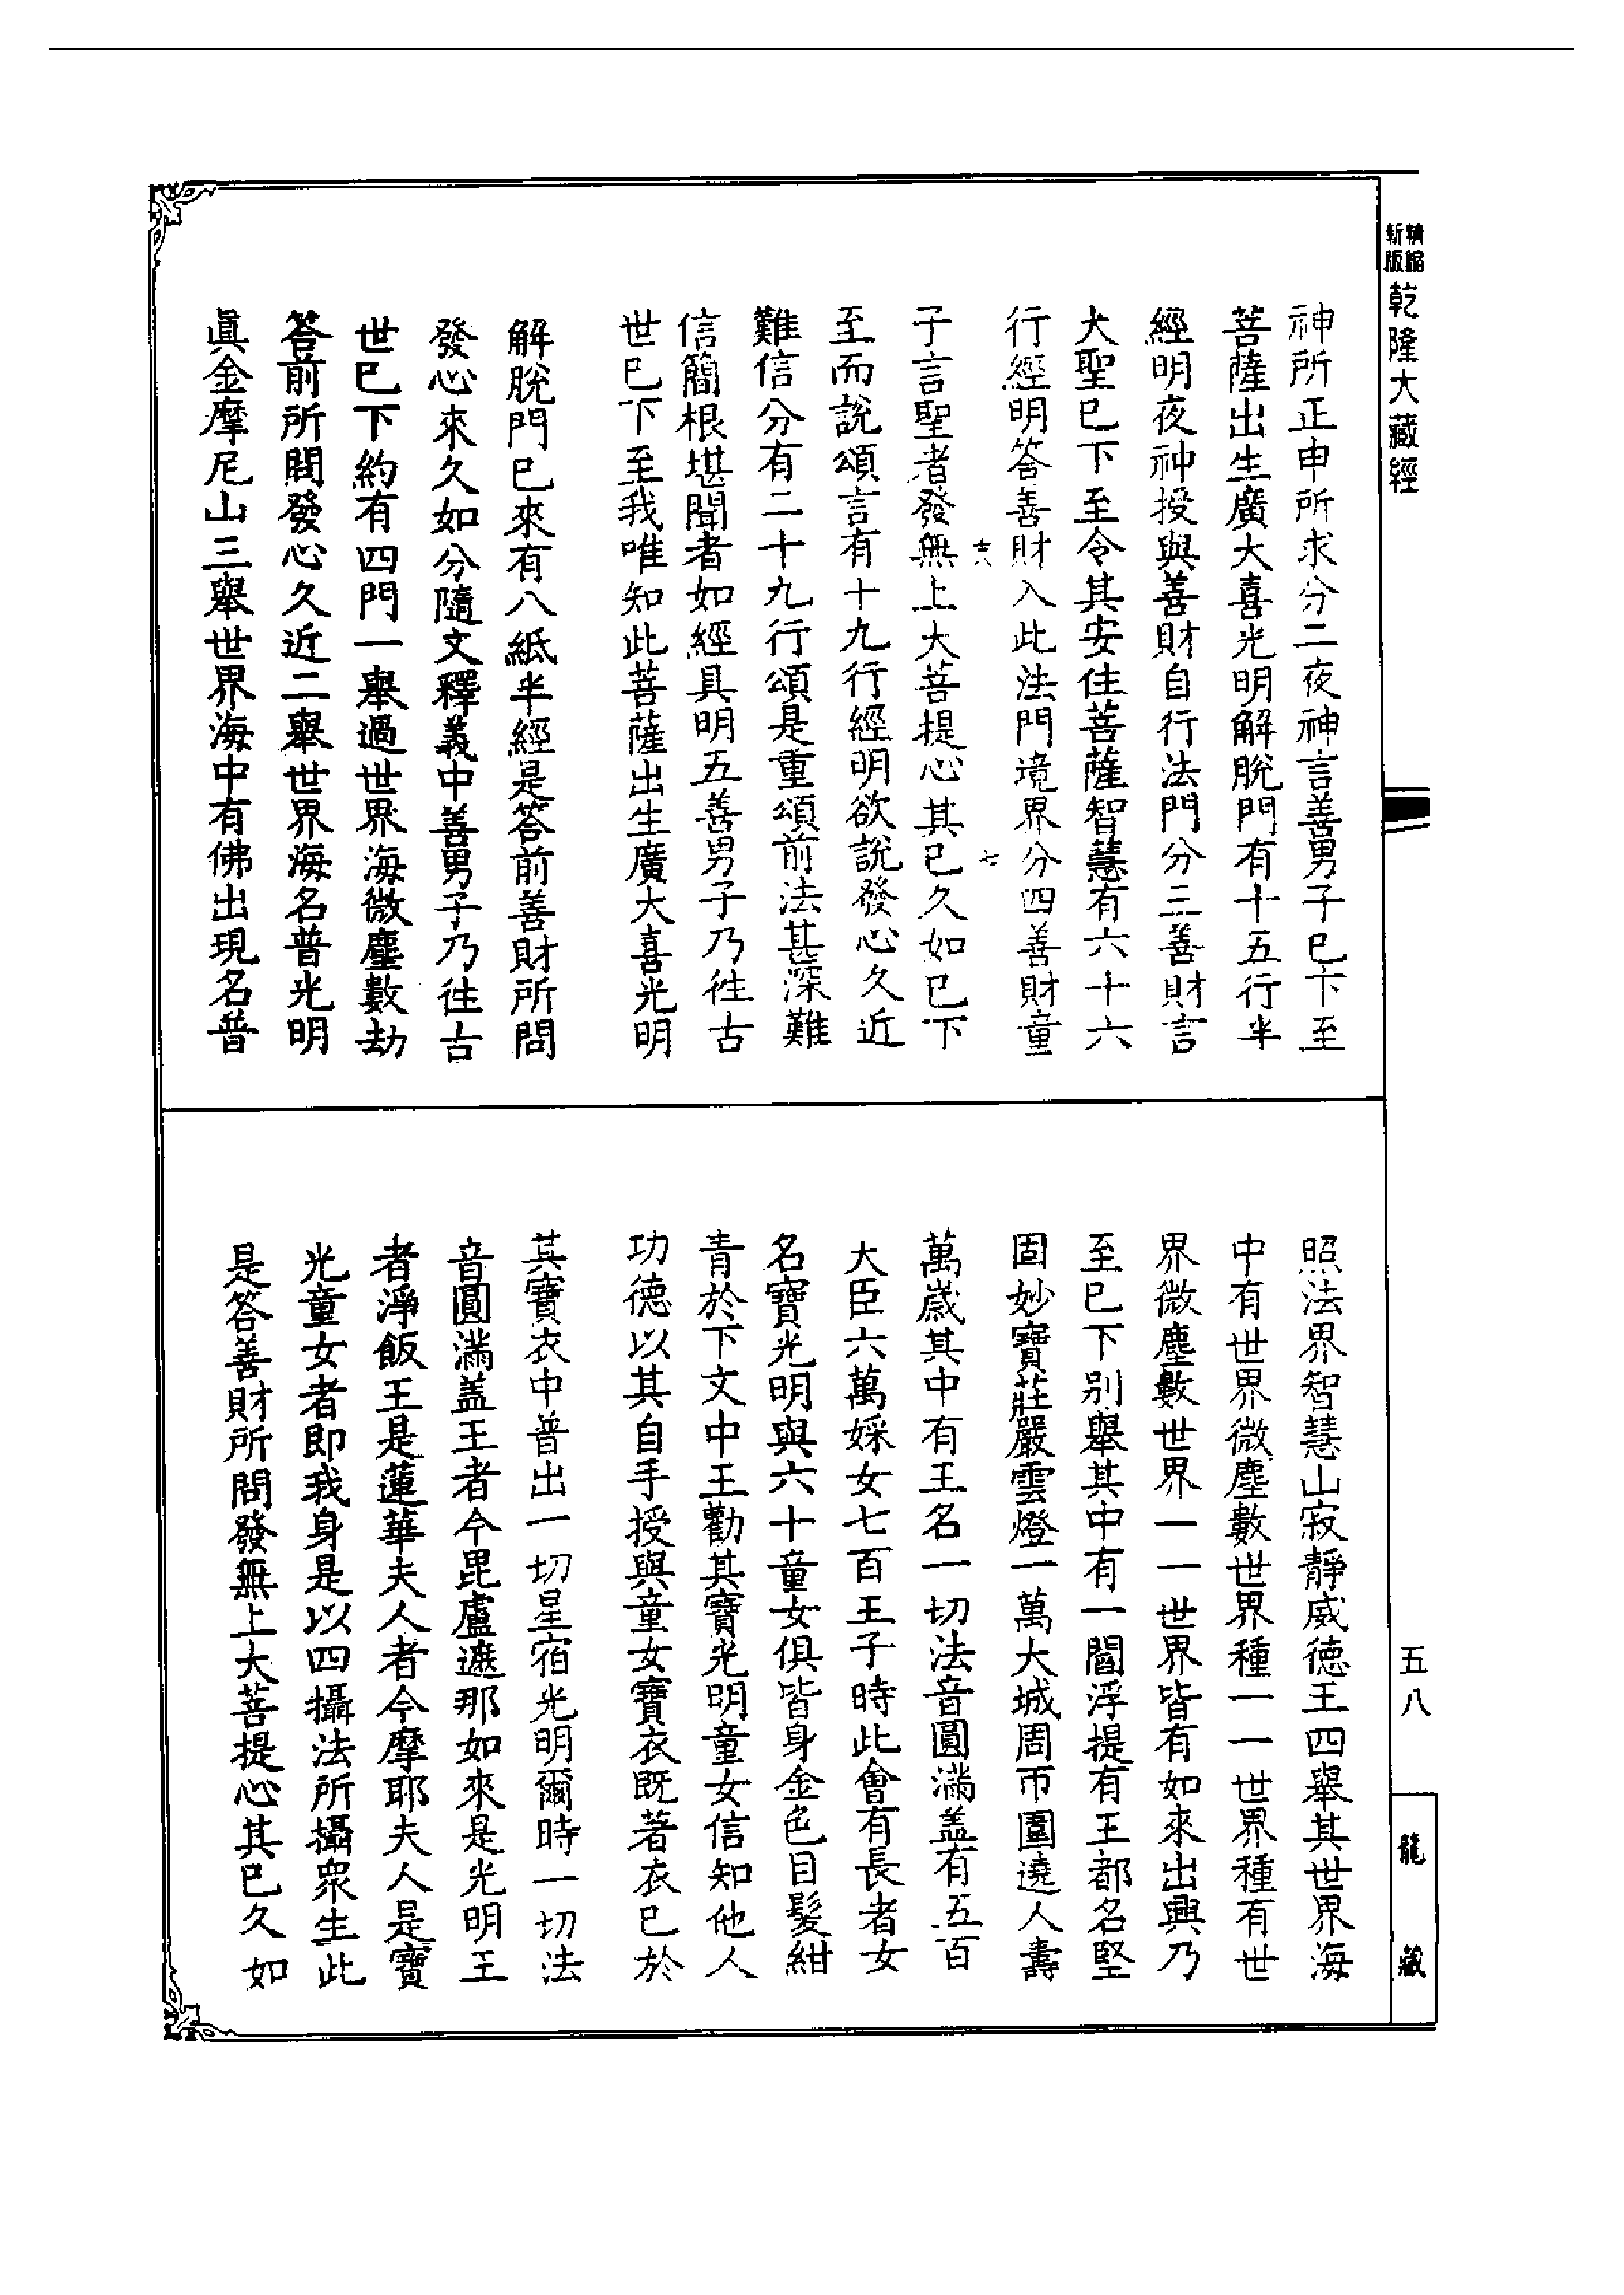 精縮新版
乾隆大藏經
神所正申所求分二夜神言善男子已下至
菩薩出生廣大喜光明解脫門有十五行半
經明夜神授與善財自行法門分三善財言
大聖已下至令其安住菩薩智慧有六十六
行經明答善財入此法門境界分四善財童
子言聖者發無上大菩提心其已久如已下
至而說頌言有十九行經明欲說發心久近
難信分有二十九行頌是重頌前法甚深難
信簡根堪聞者如經具明五善男子乃往古
世已下至我唯知此菩薩出生廣大喜光明
解脫門已來有八紙半經是答前善財所問
發心來久如分隨文釋義中善男子乃往古
世已下約有四門一舉過世界海微塵數劫
答前所問發心久近二舉世界海名普光明
真金摩尼山三舉世界海中有佛出現名普
照法界智慧山寂靜威德王四舉其世界海
中有世界微塵數世界種一一世界種有世
界微塵數世界一一世界皆有如來出興乃
至已下別舉其中有一閻浮提有王都名堅
固妙寶莊嚴雲燈一萬大城周帀圍遶人壽
萬歲其中有王名一切法音圓滿盖有五百
大臣六萬婇女七百王子時此會有長者女
名寶光明與六十童女俱皆身金色目髮紺
青於下文中王勸其寶光明童女信知他人
功德以其自手授與童女寶衣既著衣已於
其寶衣中普出一切星宿光明爾時一切法
音圓滿盖王者今毘盧遮那如來是光明王
者淨飯王是蓮華夫人者今摩耶夫人是寶
光童女者即我身是以四攝法所攝眾生此
是答善財所問發無上大菩提心其已久如
五八
龍藏